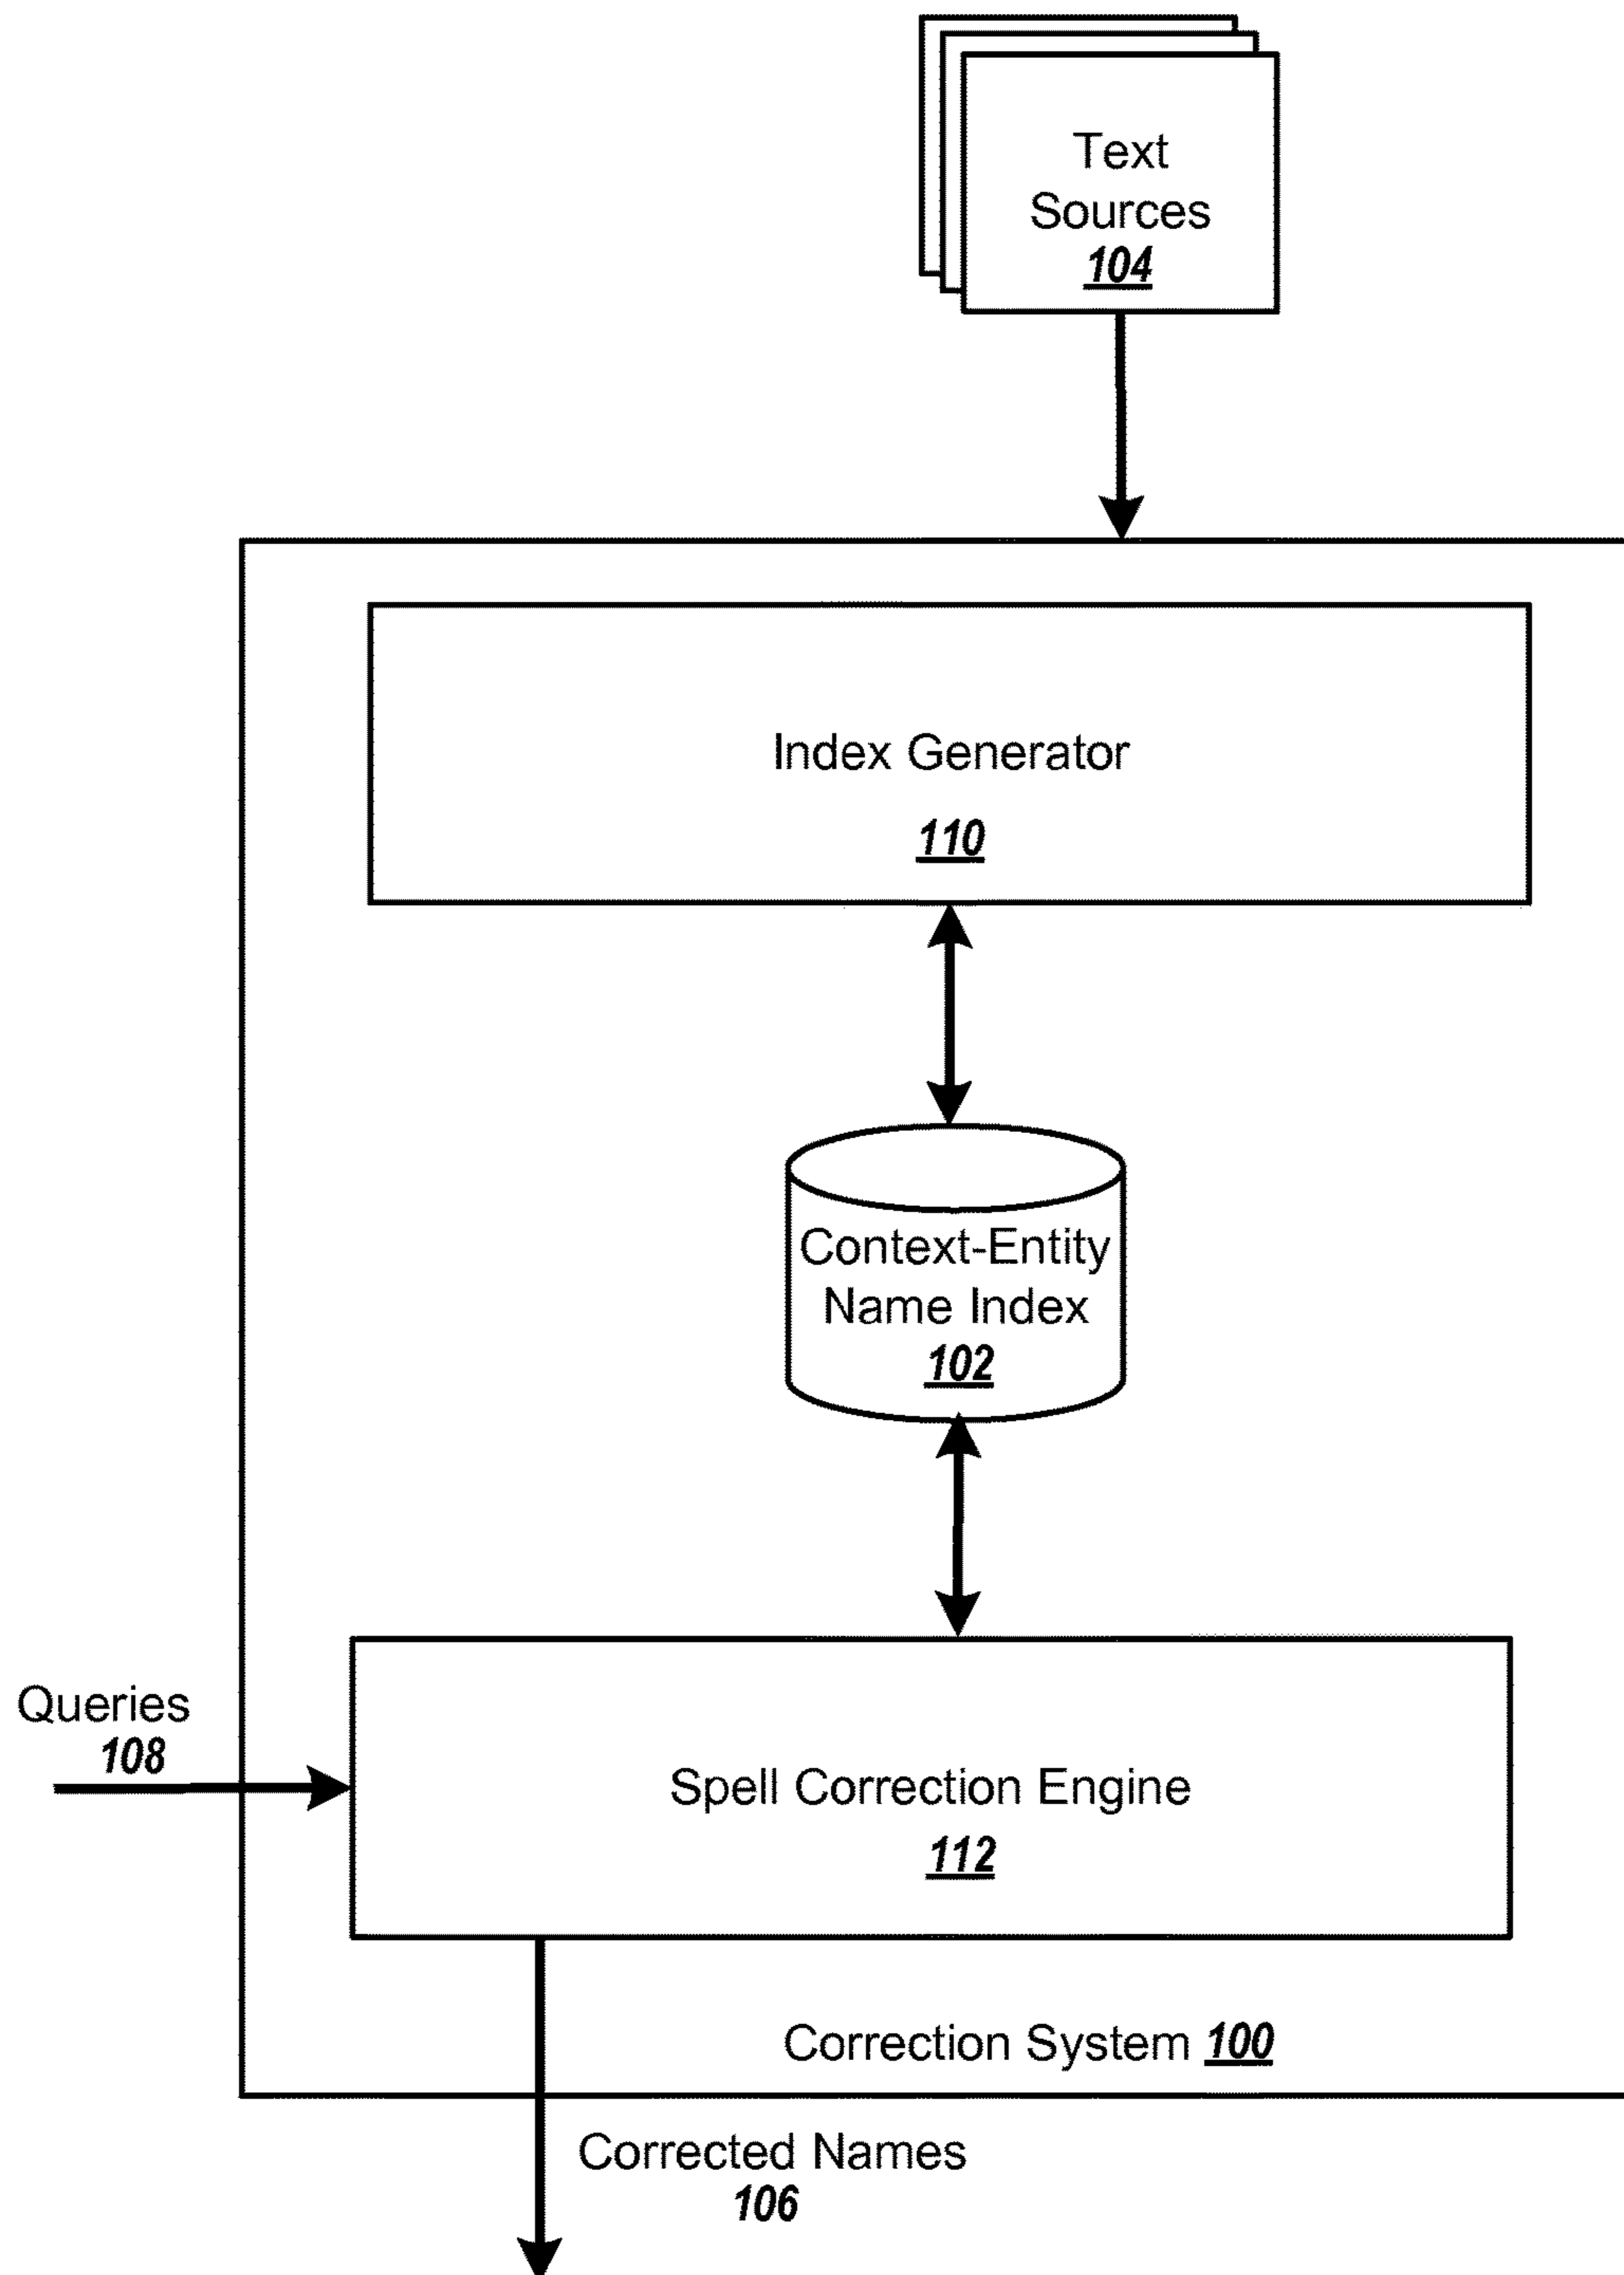 Text
Sources
104
Index Generator
110
Context-Entity
Name Index
102
Queries
108
Spell Correction Engine
112
Correction System 100
Corrected Names
106